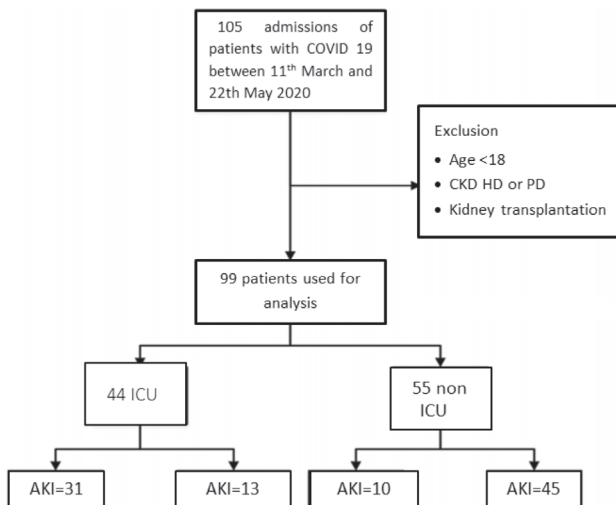 105 admissions of
patients with COVID 19
between 11th March and
22th May 2020
Exclusion
• Age <18
• CKD HD or PD
• Kidney transplantation
99 patients used for
analysis
44 ICU
55 non
ICU
AKI=31
AKI=13
AKI=10
AKI=45